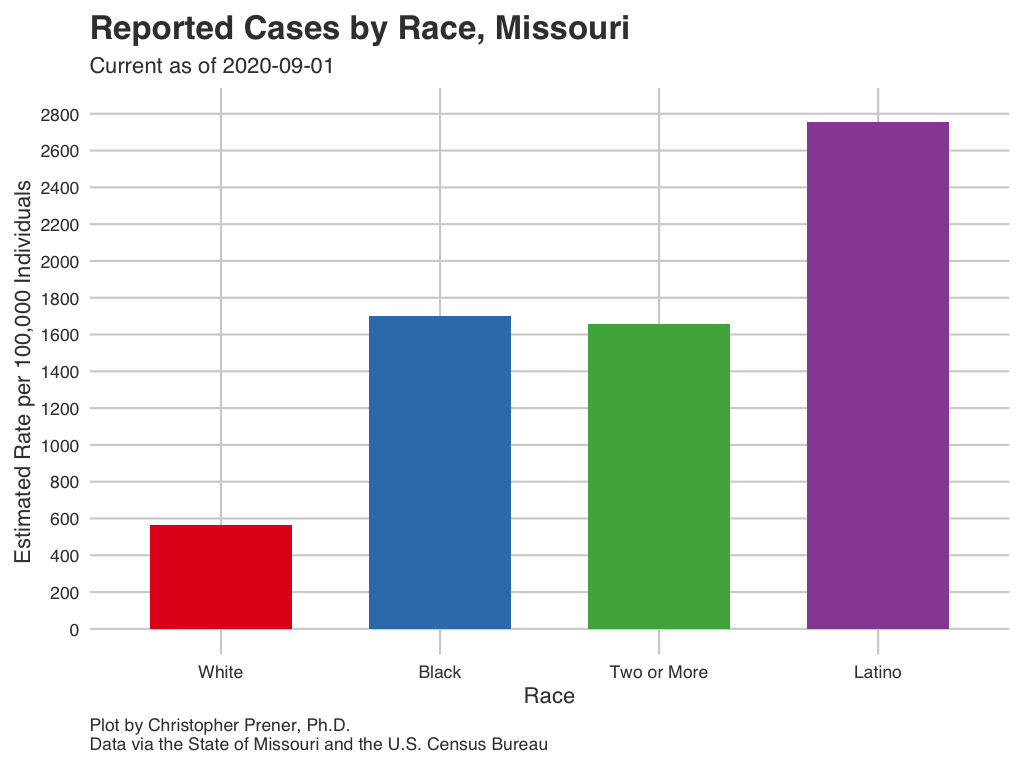 Reported Cases by Race, Missouri
Current as of 2020-09-01
Estimated Rate per 100,000 Individuals
2800
2600
2400
2200
2000
1800
1600
1400
1200
1000
800
600
400
200
0
White Black Two or More Latino
Race
Plot by Christopher Prener, Ph.D.
Data via the State of Missouri and the U.S. Census Bureau